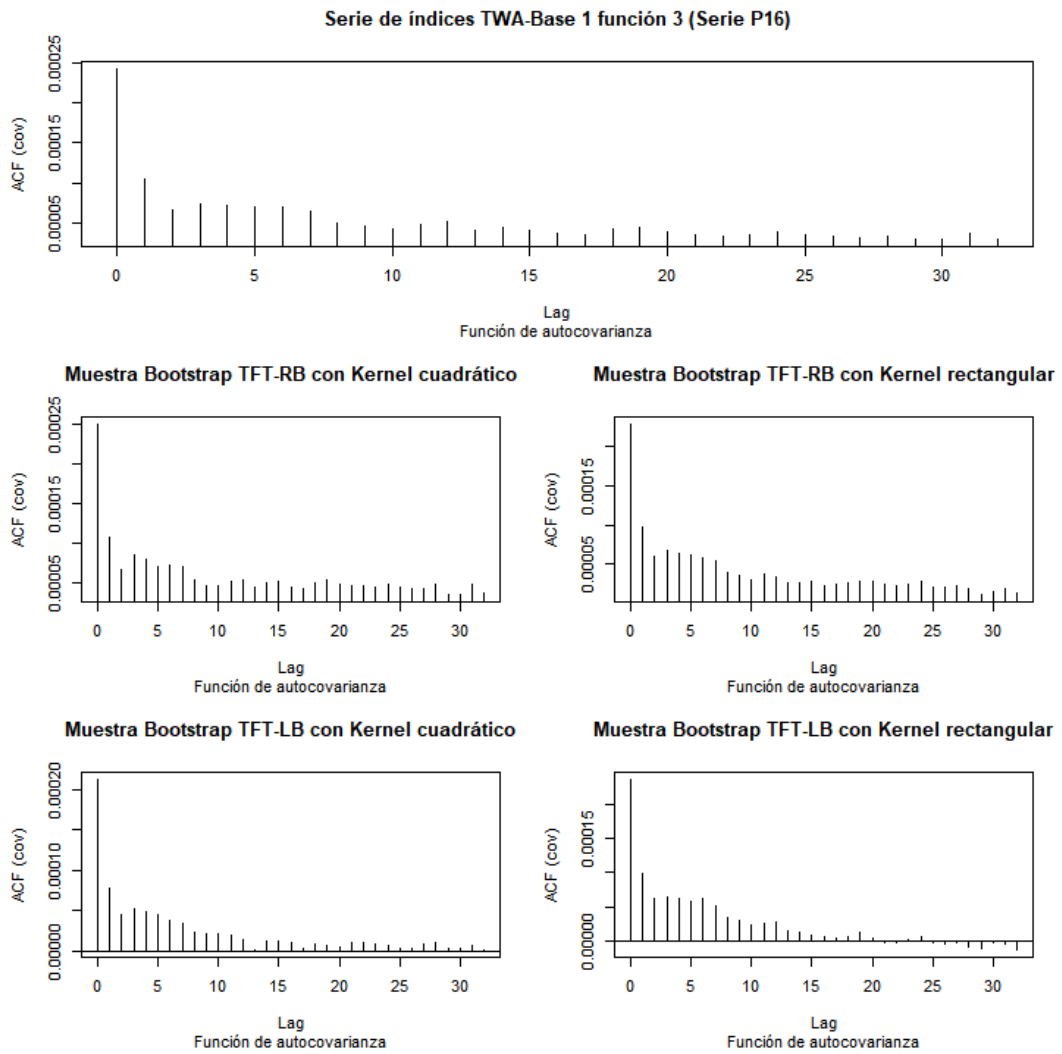 Serie de índices TWA-Base 1 función 3 (Serie P16)
ACF (cov)
0.00025
0.00015
0.00005
0 5 10 15 20 25 30
Lag
Función de autocovarianza
Muestra Bootstrap TFT-RB con Kernel cuadrático
ACF (cov)
0.00025
0.00015
0.00005
0 5 10 15 20 25 30
Lag
Función de autocovarianza
Muestra Bootstrap TFT-RB con Kernel rectangular
ACF (cov)
0.00015
0.00005
0 5 10 15 20 25 30
Lag
Función de autocovarianza
Muestra Bootstrap TFT-LB con Kernel cuadrático
ACF (cov)
0.00020
0.00010
0.00000
0 5 10 15 20 25 30
Lag
Función de autocovarianza
Muestra Bootstrap TFT-LB con Kernel rectangular
ACF (cov)
0.00015
0.00000
0 5 10 15 20 25 30
Lag
Función de autocovarianza